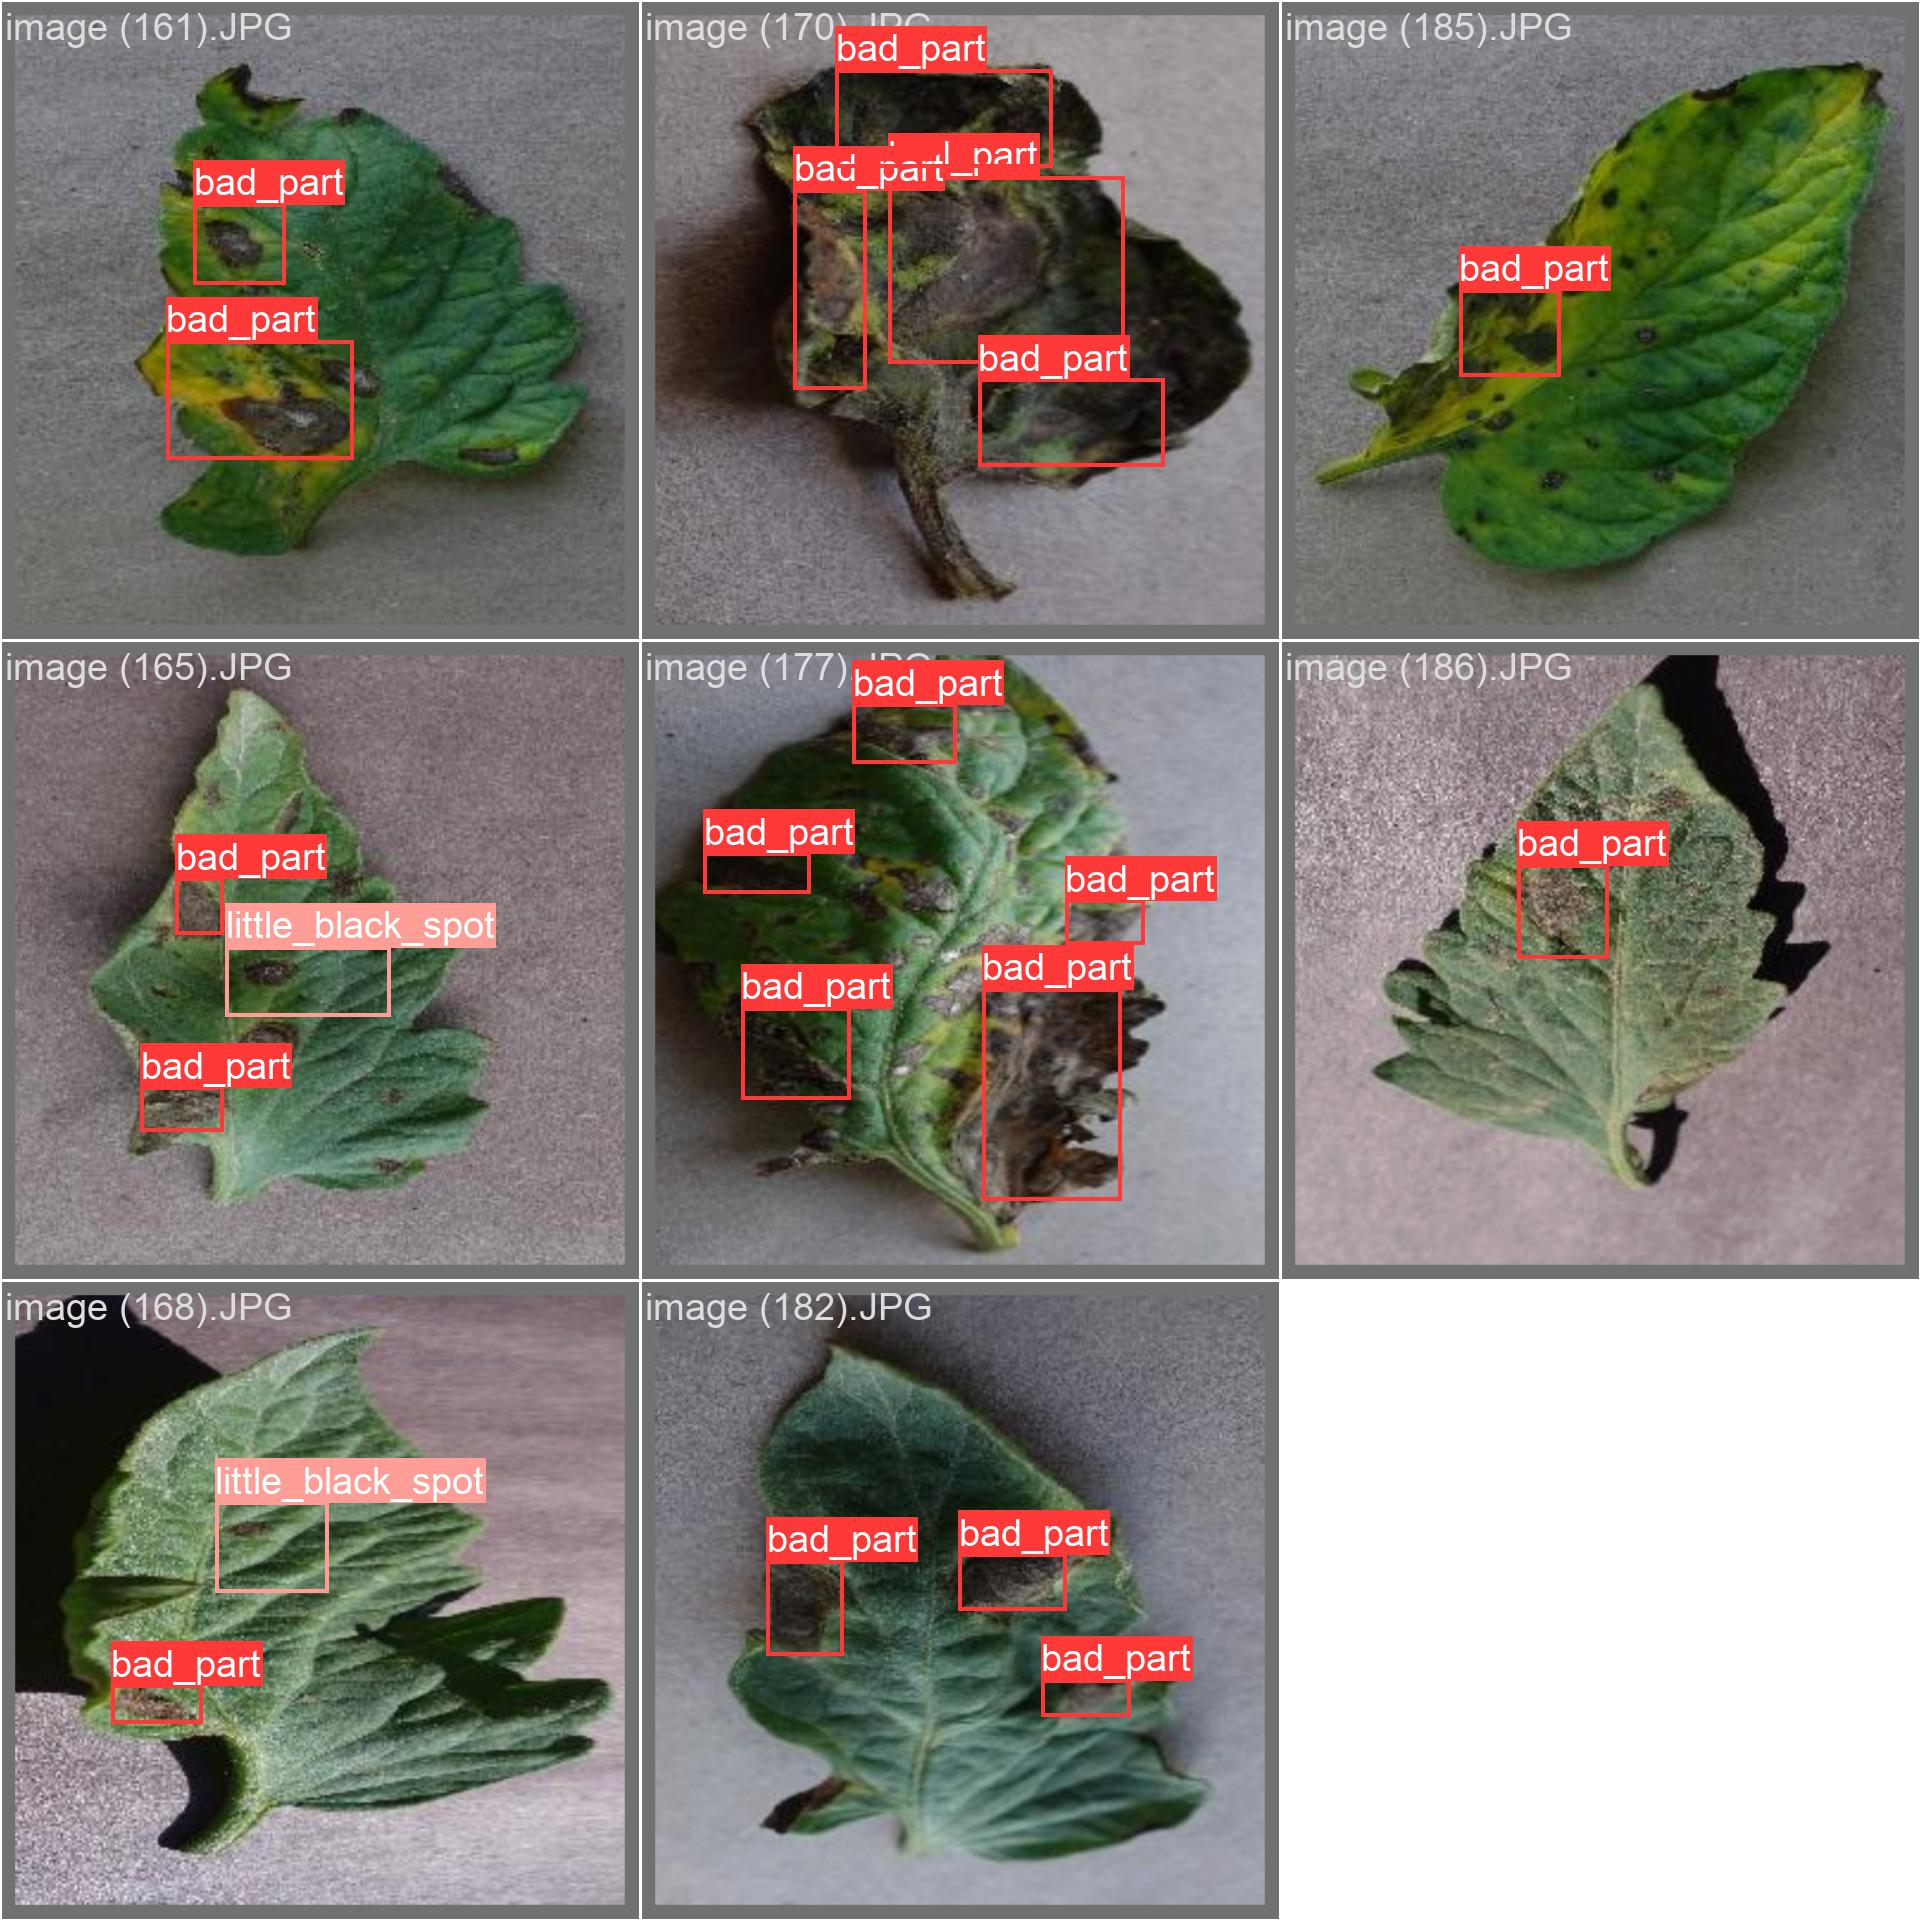 image (161).JPG
bad_part
bad_part
image (170)
bad_part
bad_part
bad_part
image (185).JPG
bad_part
image (165).JPG
bad_part
little_black_spot
bad_part
image (177).JPG
bad_part
bad_part
bad_part
bad_part
bad_part
image (186).JPG
bad_part
image (168).JPG
little_black_spot
bad_part
image (182).JPG
bad_part
bad_part
bad_part